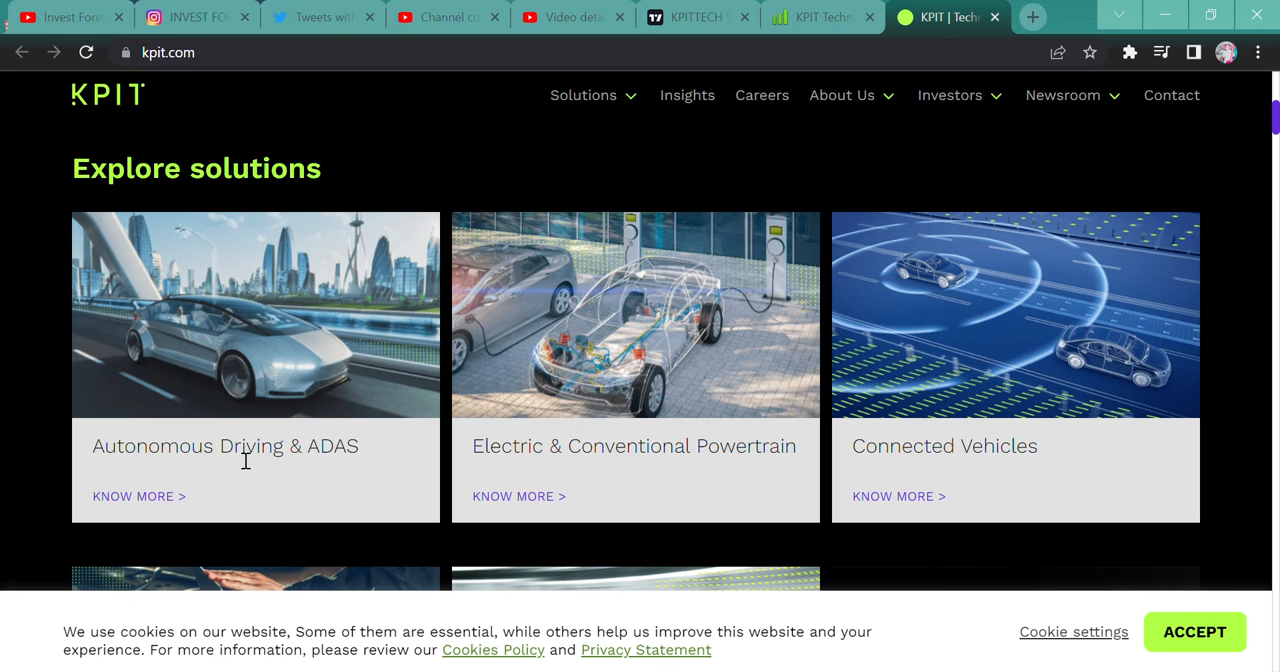 Invest Fores
INVEST FO
Tweets with
Channel co
Video detai
KPITTECH
KPIT Techn
KPIT | Tech
kpit.com
KPIT
Solutions
Insights
Careers
About Us
Investors
Newsroom
Contact
Explore solutions
Autonomous Driving & ADAS
Electric & Conventional Powertrain
Connected Vehicles
KNOW MORE >
KNOW MORE >
KNOW MORE >
We use cookies on our website, Some of them are essential, while others help us improve this website and your
experience. For more information, please review our Cookies Policy and Privacy Statement
Cookie settings
ACCEPT